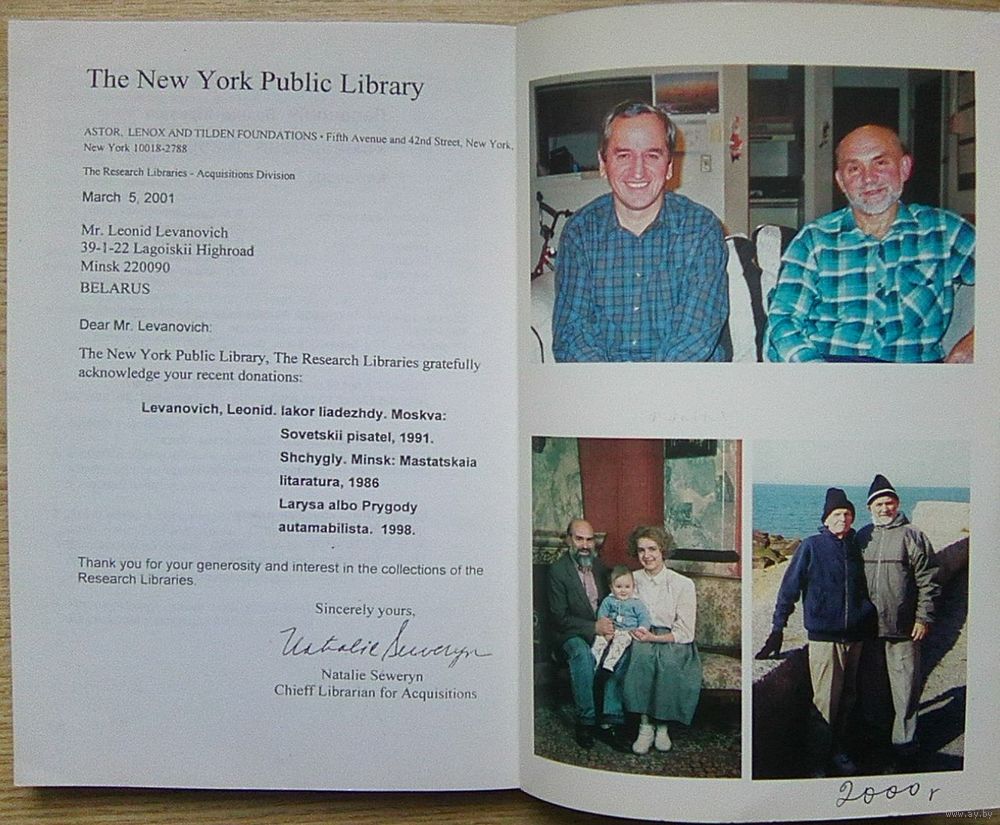 The New York Public Library
ASTOR, LENOX AND TILDEN FOUNDATIONS • Fifth Avenue and 42nd Street, New York,
New York 10018-2788
The Research Libraries - Acquisitions Division
March 5, 2001
Mr. Leonid Levanovich
39-1-22 Lagoiskii Highroad
Minsk 220090
BELARUS
Dear Mr. Levanovich:
The New York Public Library, The Research Libraries gratefully
acknowledge your recent donations:
Levanovich, Leonid. Iakor liadezhdy. Moskva:
Sovetskii pisatel, 1991.
Shchygly. Minsk: Mastatskaia
litaratura, 1986
Larysa albo Prygody
autamabilista. 1998.
Thank you for your generosity and interest in the collections of the
Research Libraries.
Sincerely yours,
Natalie Seweryn
Natalie Seweryn
Chieff Librarian for Acquisitions
2000 г
www.ay.by